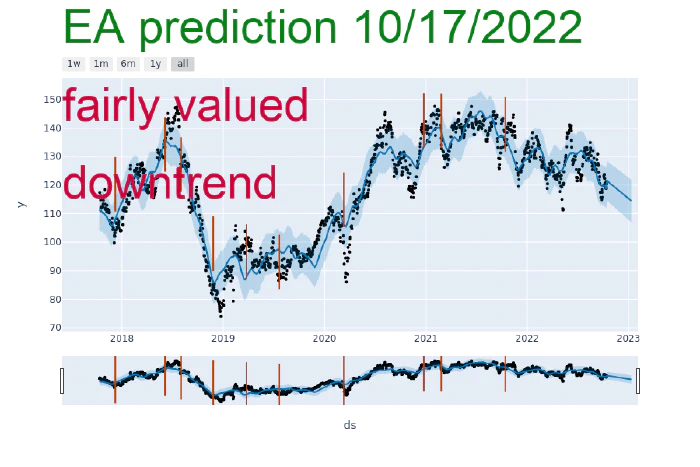 EA prediction 10/17/2022
1w 1m 6m 1y all
fairly valued
downtrend
150
140
130
120
110
100
90
80
70
y
2018 2019 2020 2021 2022 2023
ds